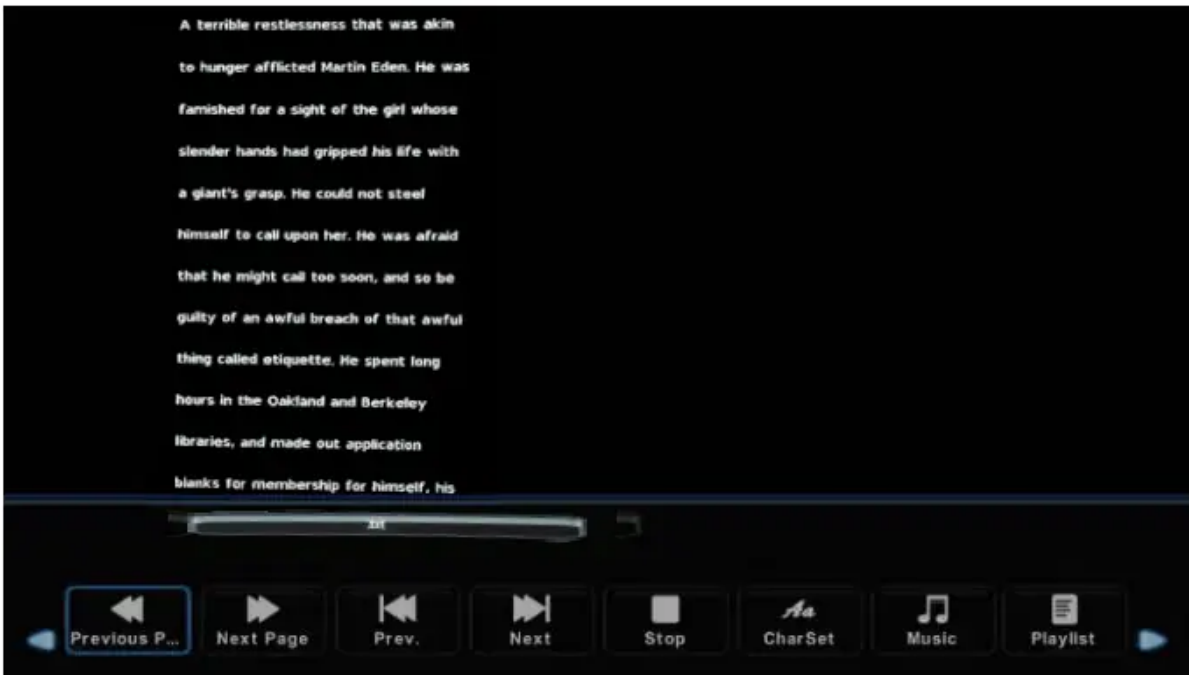 A terrible restlessness that was akin
to hunger afflicted Martin Eden. He was
famished for a sight of the girl whose
slender hands had gripped his life with
a giant's grasp. He could not steel
himself to call upon her. He was afraid
that he might call too soon, and so be
guilty of an awful breach of that awful
thing called etiquette. He spent long
hours in the Oakland and Berkeley
libraries, and made out application
blanks for membership for himself, his
.txt
Previous P...
Next Page
Prev.
Next
Stop
Aa
CharSet
Music
Playlist